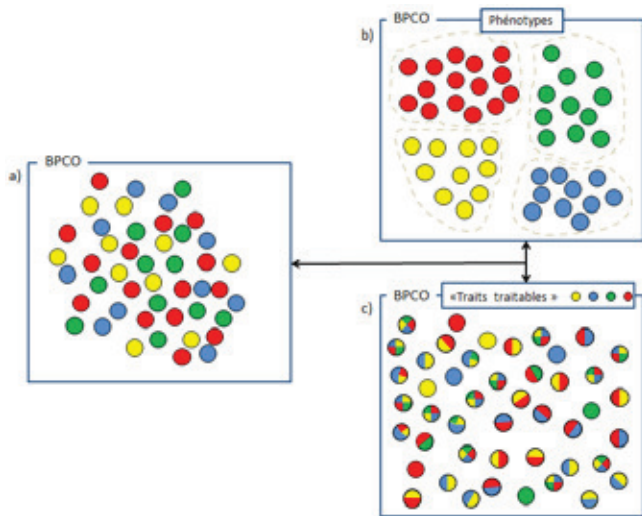 a)
BPCO
b)
BPCO
Phénotypes
c)
BPCO
«Traits traitables »